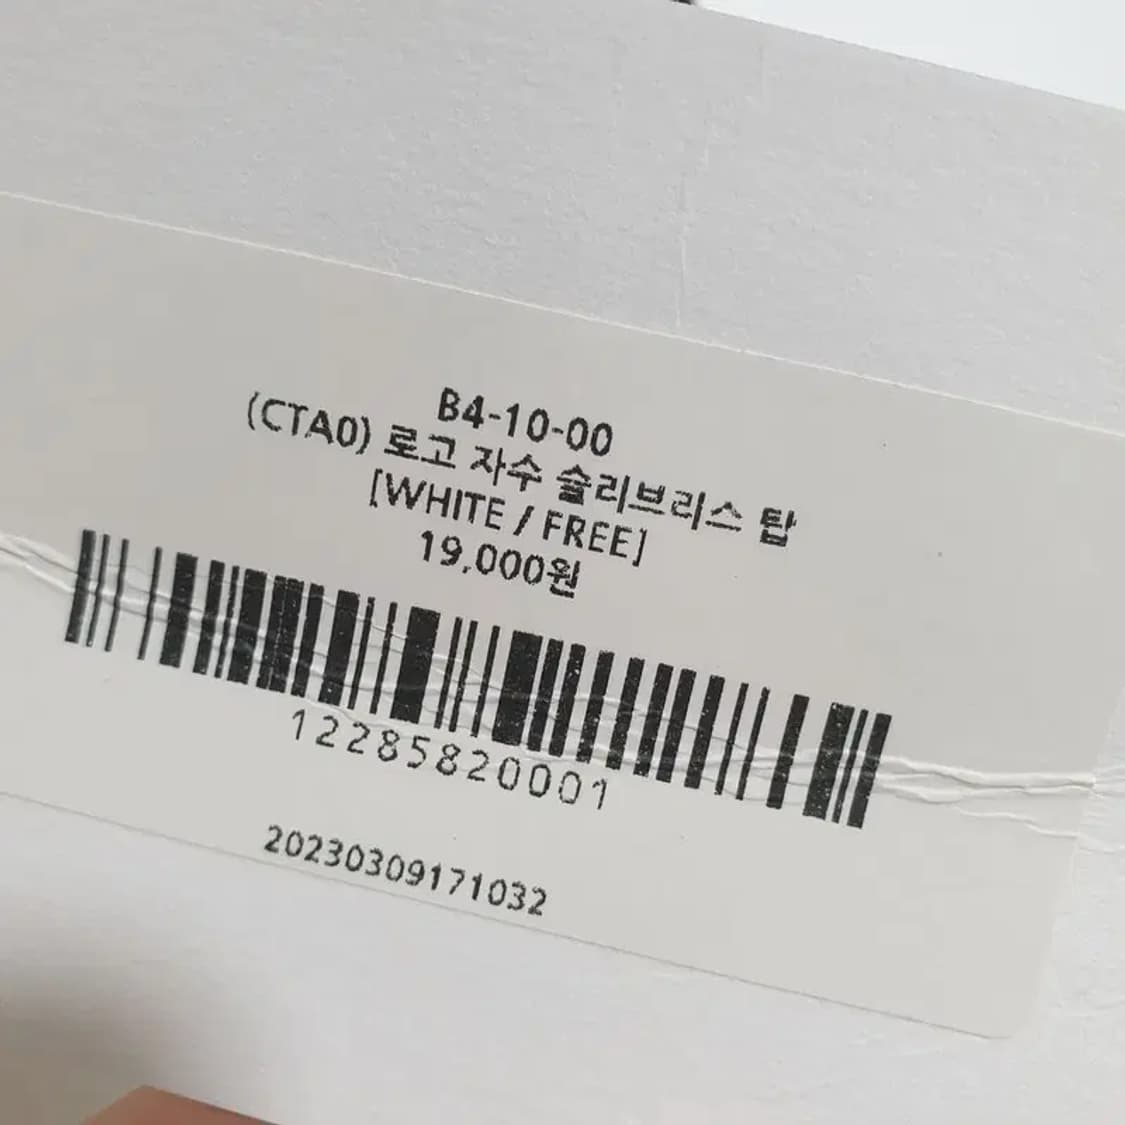 B4-10-00
(CTA0) 로고 자수 슬리브리스 탑
[WHITE / FREE]
19,000원
12285820001
20230309171032